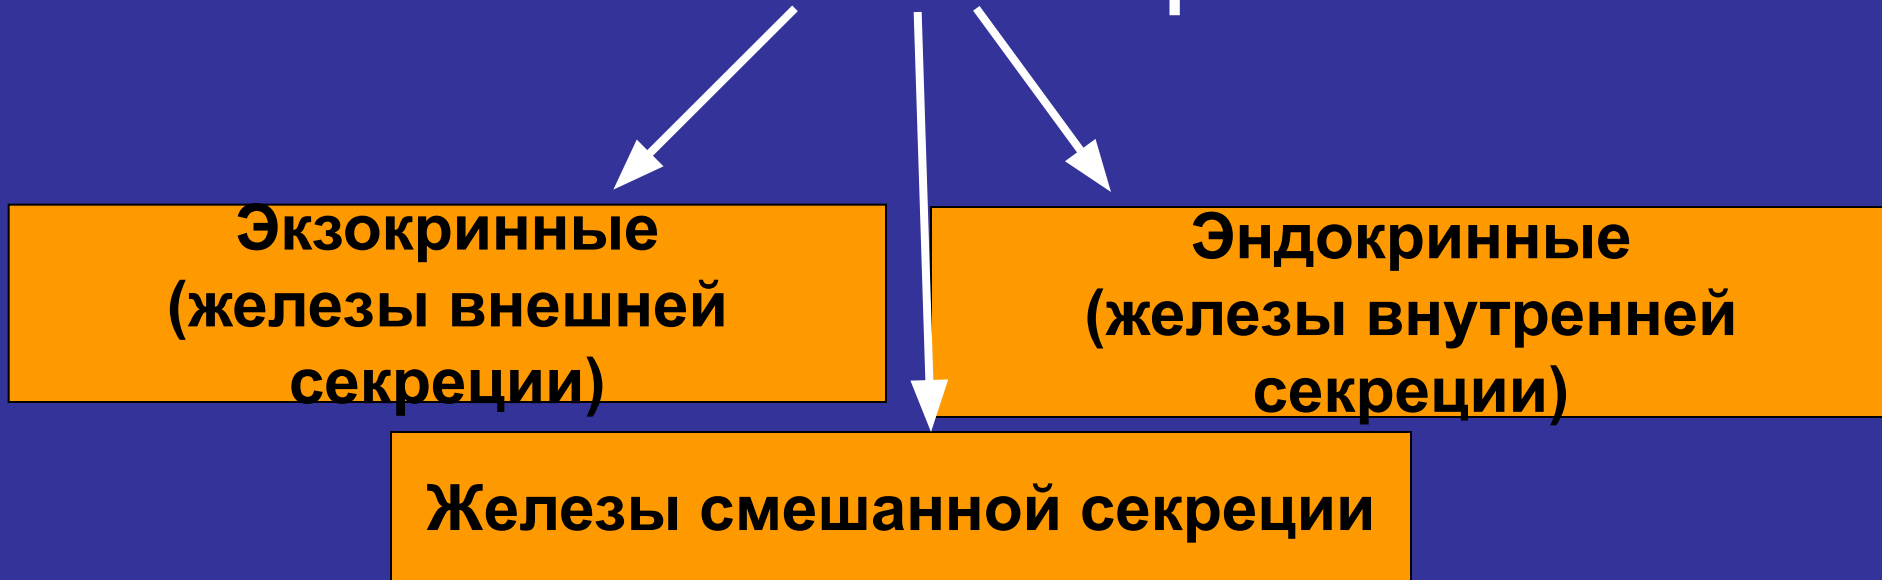 Экзокринные
(железы внешней
секреции)
Эндокринные
(железы внутренней
секреции)
Железы смешанной секреции